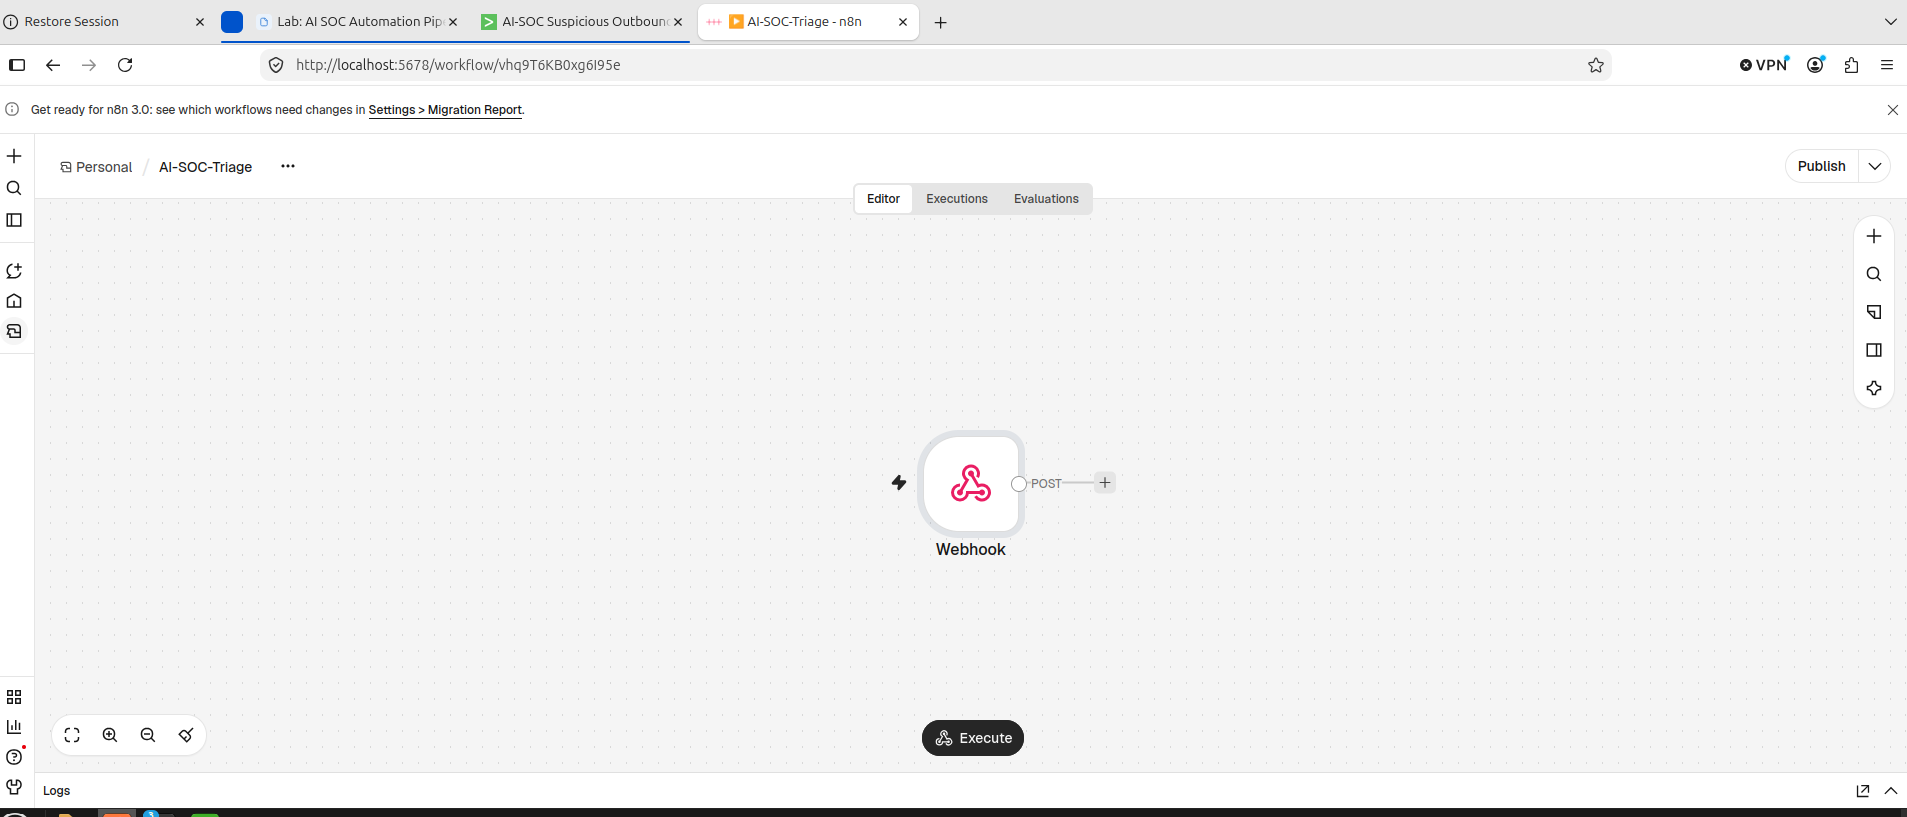 Restore Session
Lab: AI SOC Automation Pip
AI-SOC Suspicious Outbound
AI-SOC-Triage - n8n
http://localhost:5678/workflow/vhq9T6KB0xg6I95e
VPN
Get ready for n8n 3.0: see which workflows need changes in Settings > Migration Report.
Personal / AI-SOC-Triage
Publish
Editor
Executions
Evaluations
POST
Webhook
Execute
Logs
3